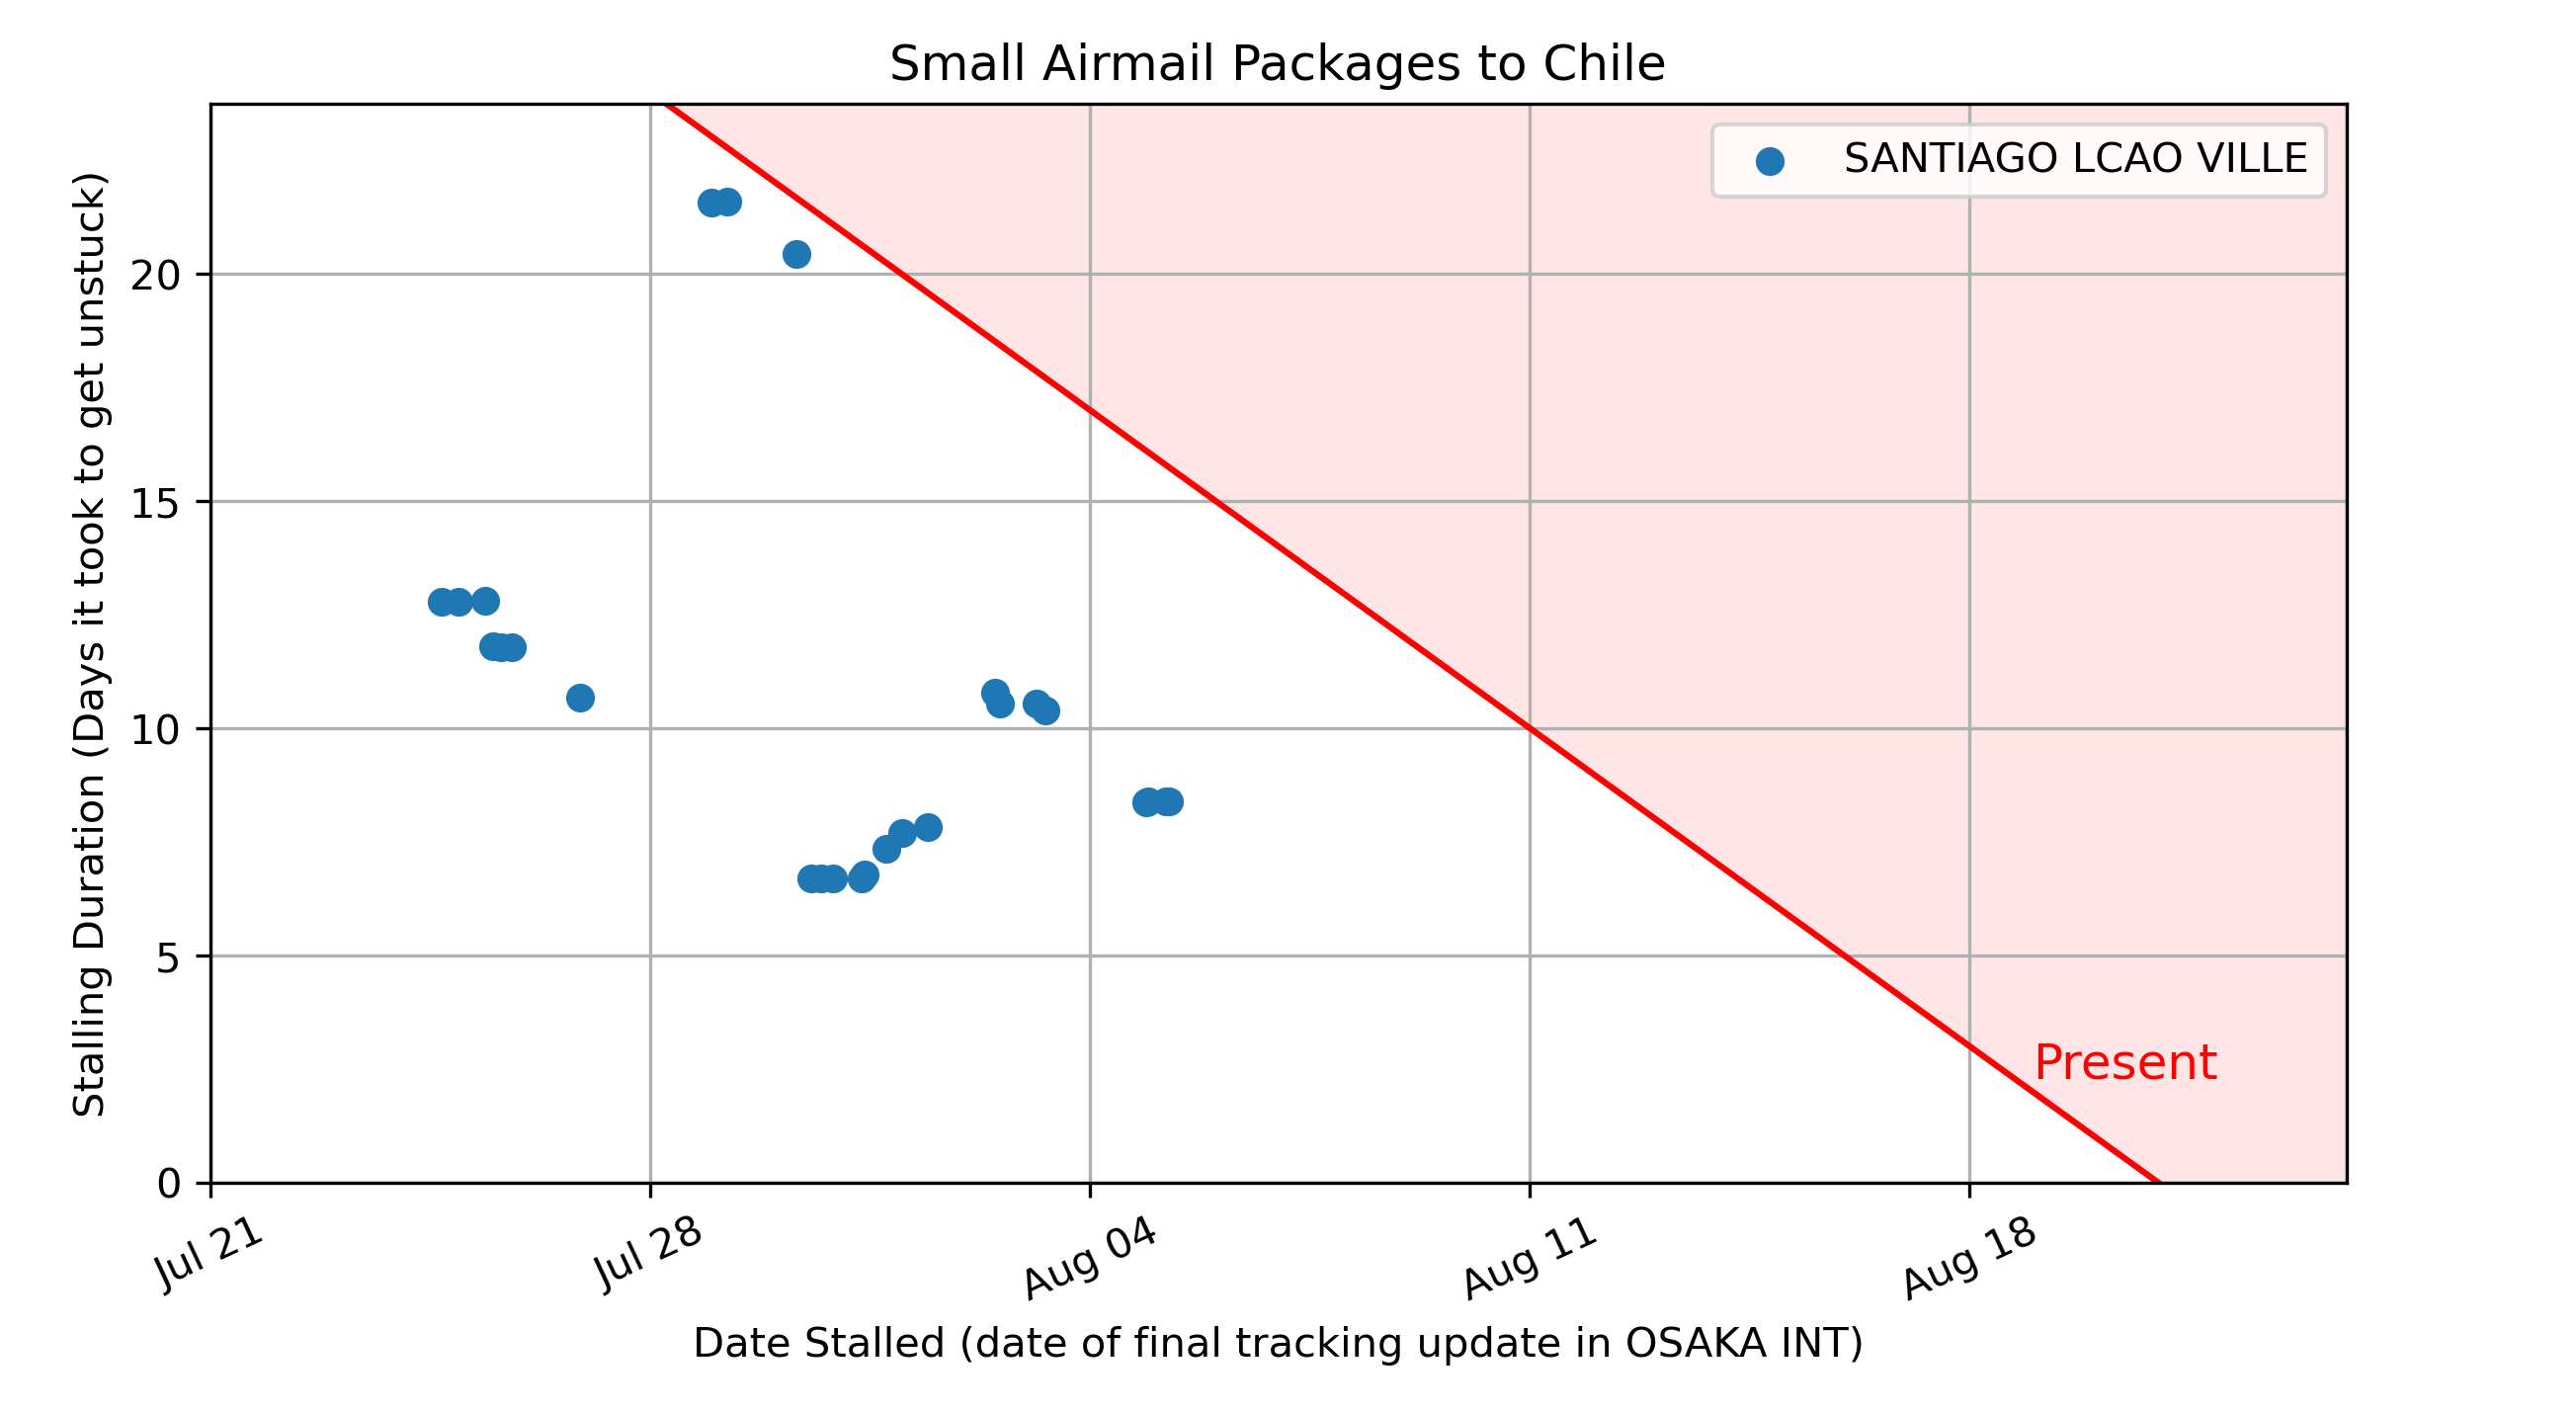 Small Airmail Packages to Chile
SANTIAGO LCAO VILLE
Stalling Duration (Days it took to get unstuck)
20
15
10
5
0
Present
Jul 21
Jul 28
Aug 04
Aug 11
Aug 18
Date Stalled (date of final tracking update in OSAKA INT)